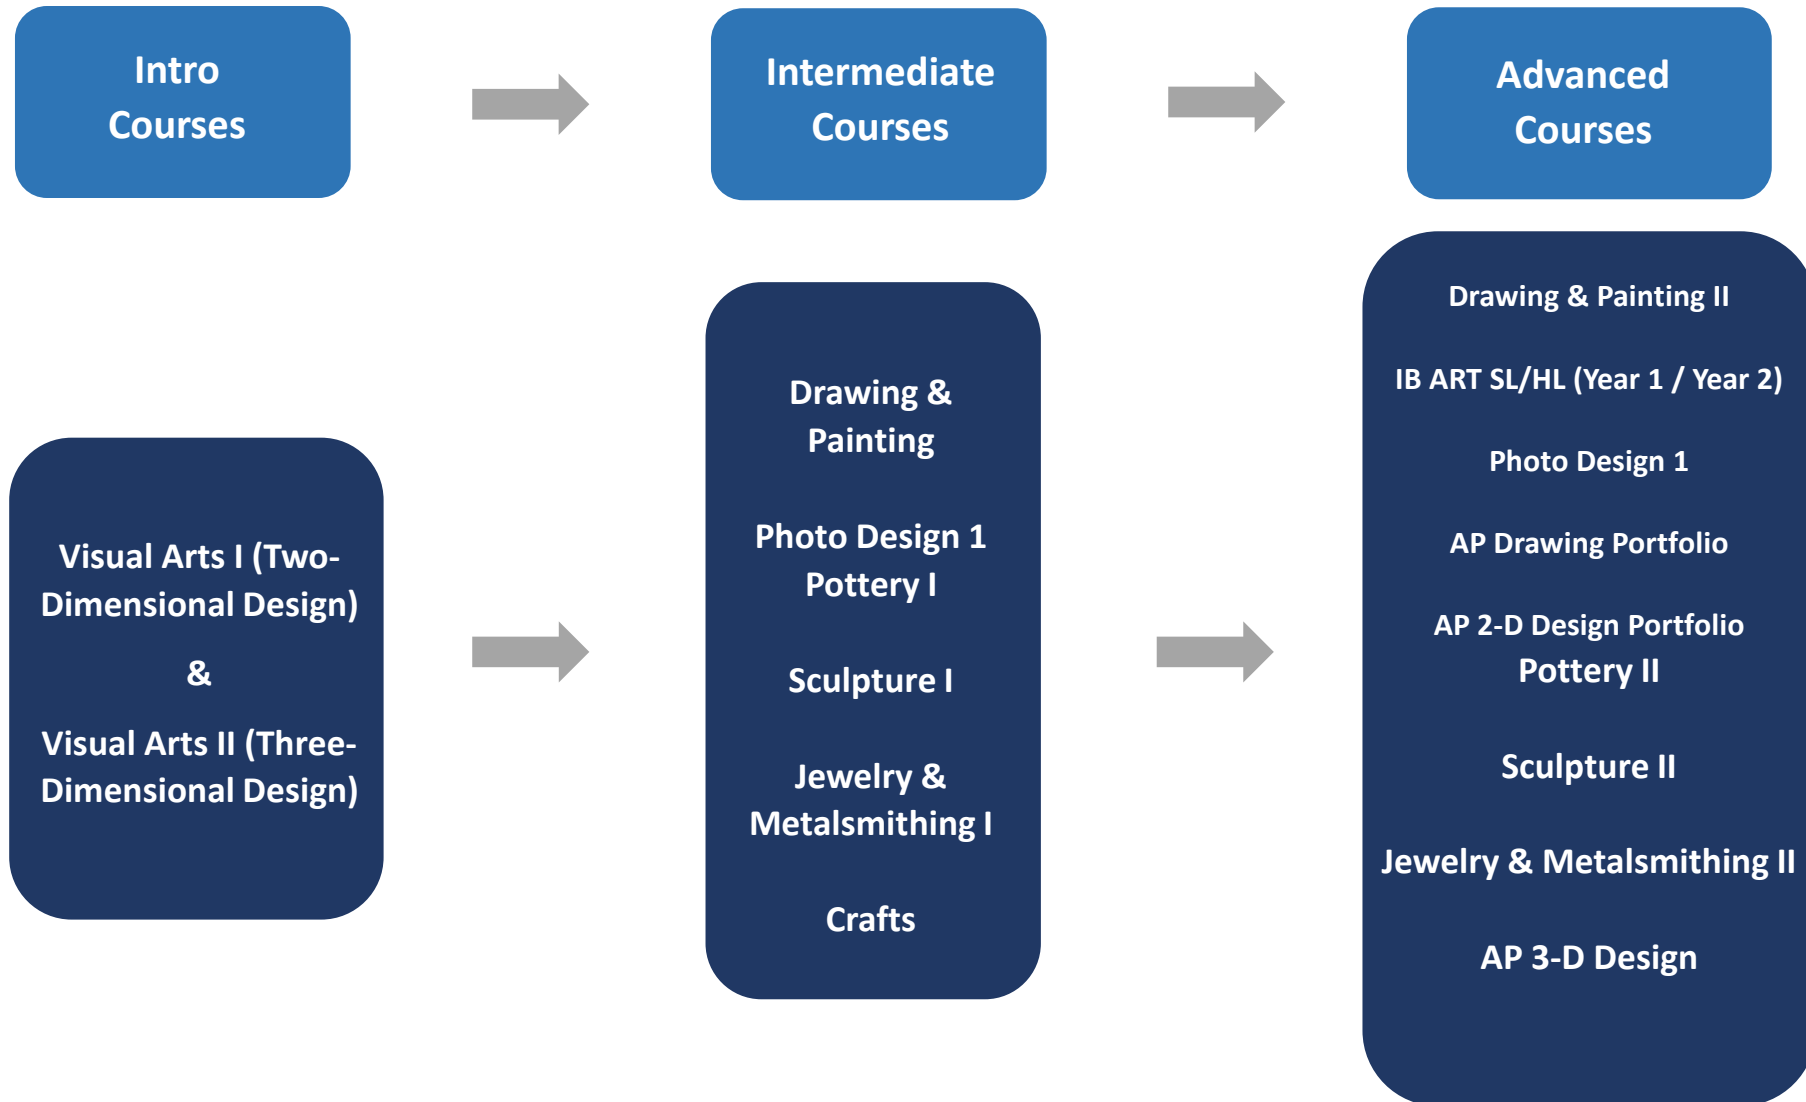 Intro
Courses
Intermediate
Courses
Advanced
Courses
Visual Arts I (Two-
Dimensional Design)
&
Visual Arts II (Three-
Dimensional Design)
Drawing &
Painting
Photo Design 1
Pottery I
Sculpture I
Jewelry &
Metalsmithing I
Crafts
Drawing & Painting II
IB ART SL/HL (Year 1 / Year 2)
Photo Design 1
AP Drawing Portfolio
AP 2-D Design Portfolio
Pottery II
Sculpture II
Jewelry & Metalsmithing II
AP 3-D Design